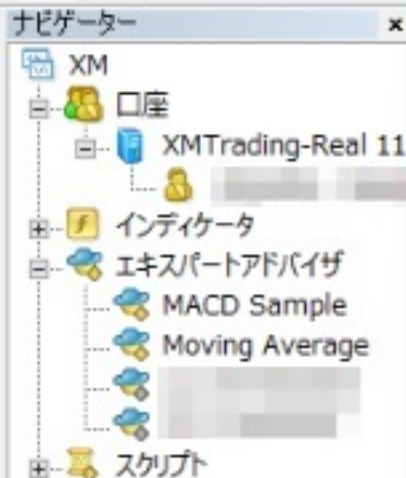 ナビゲーター
XM
口座
XMTrading-Real 11
インディケータ
エキスパートアドバイザ
MACD Sample
Moving Average
スクリプト